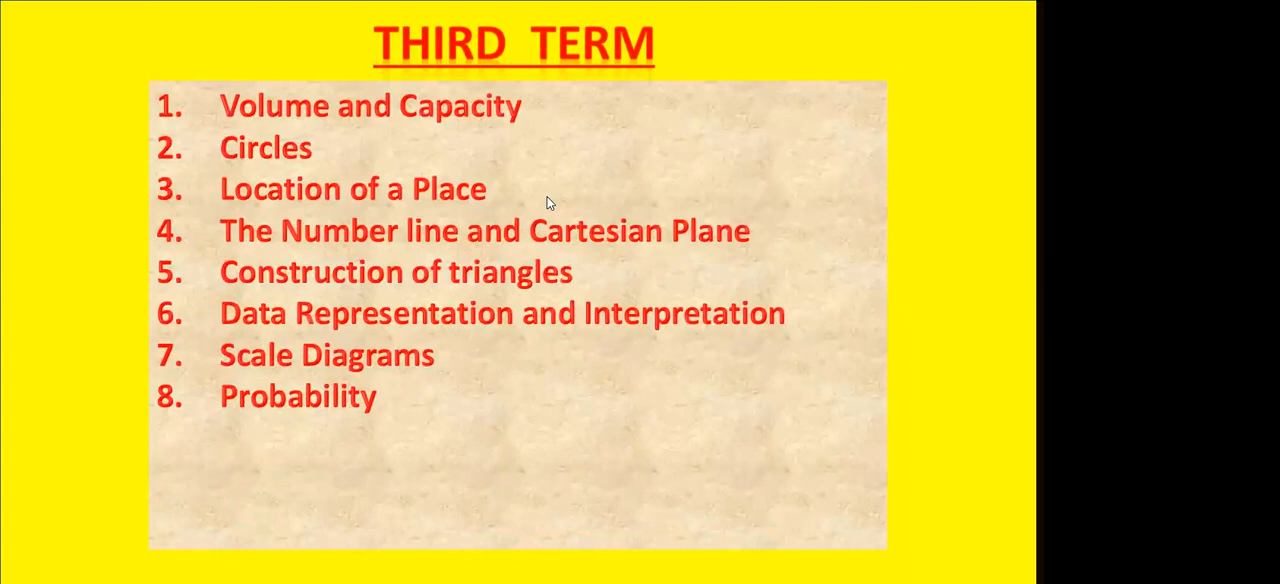 THIRD TERM
1. Volume and Capacity
2. Circles
3. Location of a Place
4. The Number line and Cartesian Plane
5. Construction of triangles
6. Data Representation and Interpretation
7. Scale Diagrams
8. Probability